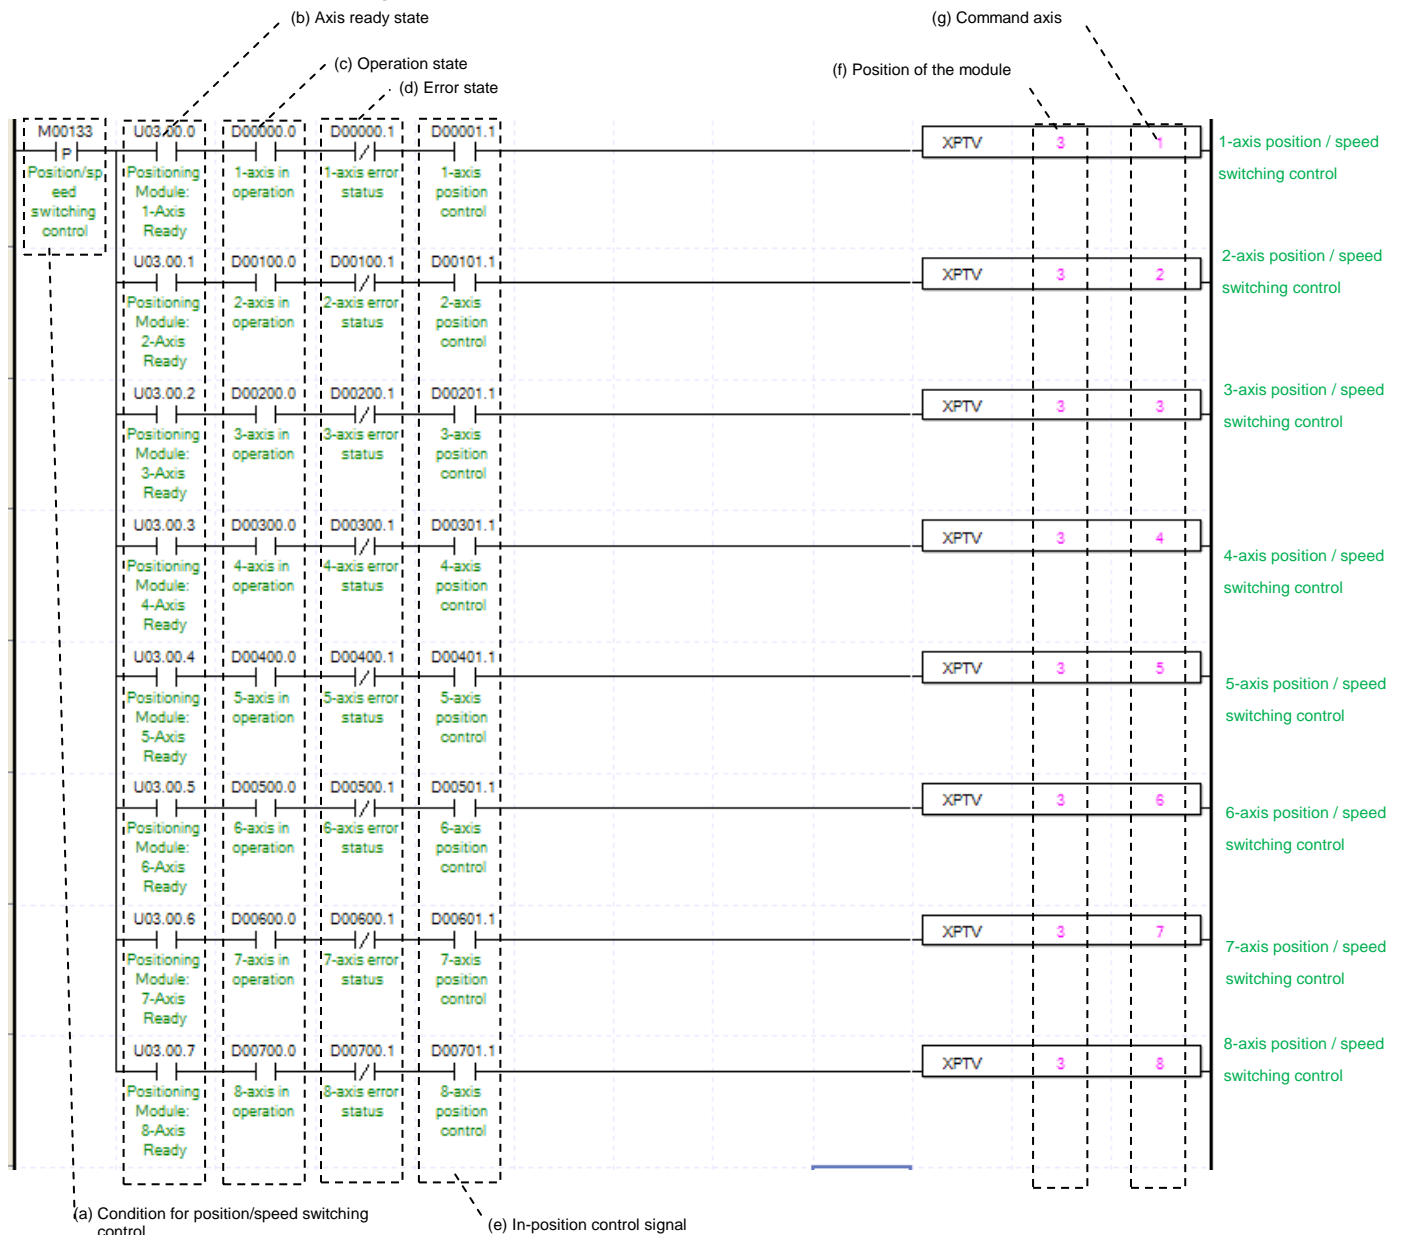 (b) Axis ready state
(g) Command axis
(c) Operation state
(f) Position of the module
(d) Error state
M00133 U03.00.0 D00000.0 D00000.1 D00001.1
P
XPTV 3 1
1-axis position / speed
switching control
Position/sp Positioning 1-axis in 1-axis error 1-axis
eed Module: operation status position
switching 1-Axis control
control Ready
U03.00.1 D00100.0 D00100.1 D00101.1
XPTV 3 2
2-axis position / speed
switching control
Positioning 2-axis in 2-axis error 2-axis
Module: operation status position
2-Axis control
Ready
U03.00.2 D00200.0 D00200.1 D00201.1
XPTV 3 3
3-axis position / speed
switching control
Positioning 3-axis in 3-axis error 3-axis
Module: operation status position
3-Axis control
Ready
U03.00.3 D00300.0 D00300.1 D00301.1
XPTV 3 4
4-axis position / speed
switching control
Positioning 4-axis in 4-axis error 4-axis
Module: operation status position
4-Axis control
Ready
U03.00.4 D00400.0 D00400.1 D00401.1
XPTV 3 5
5-axis position / speed
switching control
Positioning 5-axis in 5-axis error 5-axis
Module: operation status position
5-Axis control
Ready
U03.00.5 D00500.0 D00500.1 D00501.1
XPTV 3 6
6-axis position / speed
switching control
Positioning 6-axis in 6-axis error 6-axis
Module: operation status position
6-Axis control
Ready
U03.00.6 D00600.0 D00600.1 D00601.1
XPTV 3 7
7-axis position / speed
switching control
Positioning 7-axis in 7-axis error 7-axis
Module: operation status position
7-Axis control
Ready
U03.00.7 D00700.0 D00700.1 D00701.1
XPTV 3 8
8-axis position / speed
switching control
Positioning 8-axis in 8-axis error 8-axis
Module: operation status position
8-Axis control
Ready
(a) Condition for position/speed switching
control
(e) In-position control signal